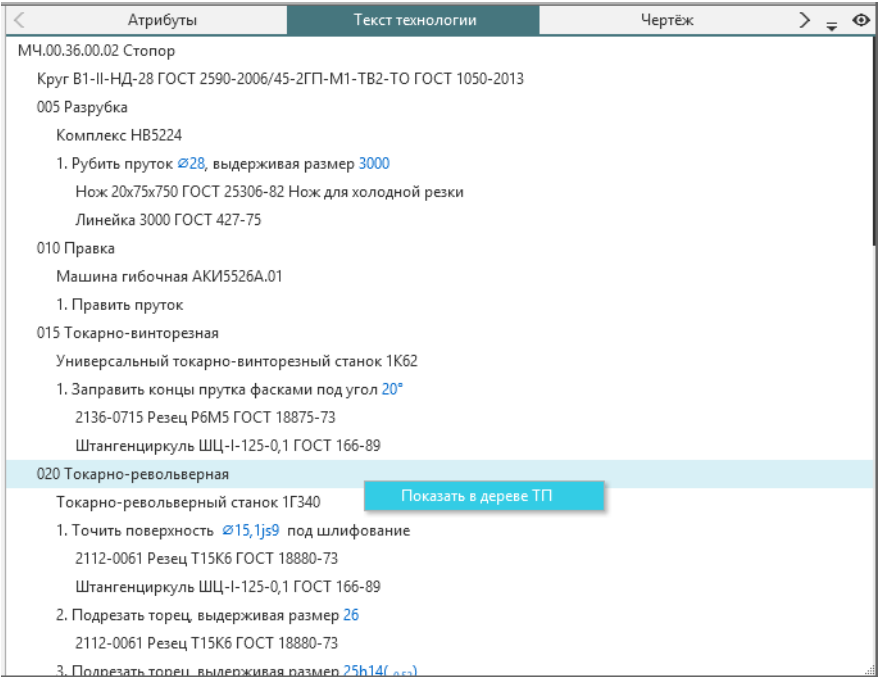 Атрибуты Текст технологии Чертёж
МЧ.00.36.00.02 Стопор
Круг В1-II-НД-28 ГОСТ 2590-2006/45-2ГП-М1-ТВ2-ТО ГОСТ 1050-2013
005 Разрубка
Комплекс НВ5224
1. Рубить пруток ⌀28, выдерживая размер 3000
Нож 20х75х750 ГОСТ 25306-82 Нож для холодной резки
Линейка 3000 ГОСТ 427-75
010 Правка
Машина гибочная АКИ5526А.01
1. Править пруток
015 Токарно-винторезная
Универсальный токарно-винторезный станок 1К62
1. Заправить концы прутка фасками под угол 20°
2136-0715 Резец Р6М5 ГОСТ 18875-73
Штангенциркуль ШЦ-I-125-0,1 ГОСТ 166-89
020 Токарно-револьверная
Показать в дереве ТП
Токарно-револьверный станок 1Г340
1. Точить поверхность ⌀15,1js9 под шлифование
2112-0061 Резец Т15К6 ГОСТ 18880-73
Штангенциркуль ШЦ-I-125-0,1 ГОСТ 166-89
2. Подрезать торец, выдерживая размер 26
2112-0061 Резец Т15К6 ГОСТ 18880-73
3. Подрезать торец, выдерживая размер 25h14(-0,52)